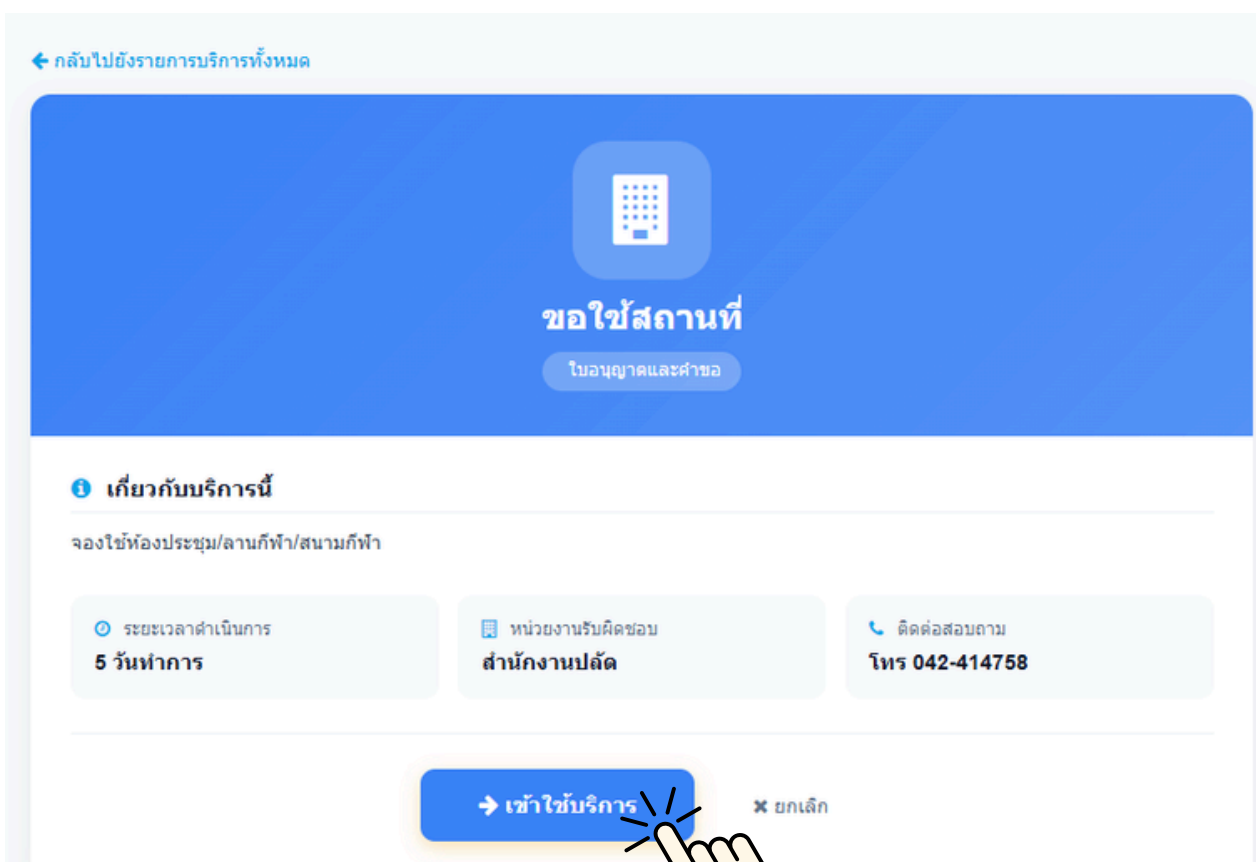 กลับไปยังรายการบริการทั้งหมด
ขอใช้สถานที่
ใบอนุญาตและคำขอ
เกี่ยวกับบริการนี้
จองใช้ห้องประชุม/ลานกีฬา/สนามกีฬา
ระยะเวลาดำเนินการ
5 วันทำการ
หน่วยงานรับผิดชอบ
สำนักงานปลัด
ติดต่อสอบถาม
โทร 042-414758
เข้าใช้บริการ
ยกเลิก